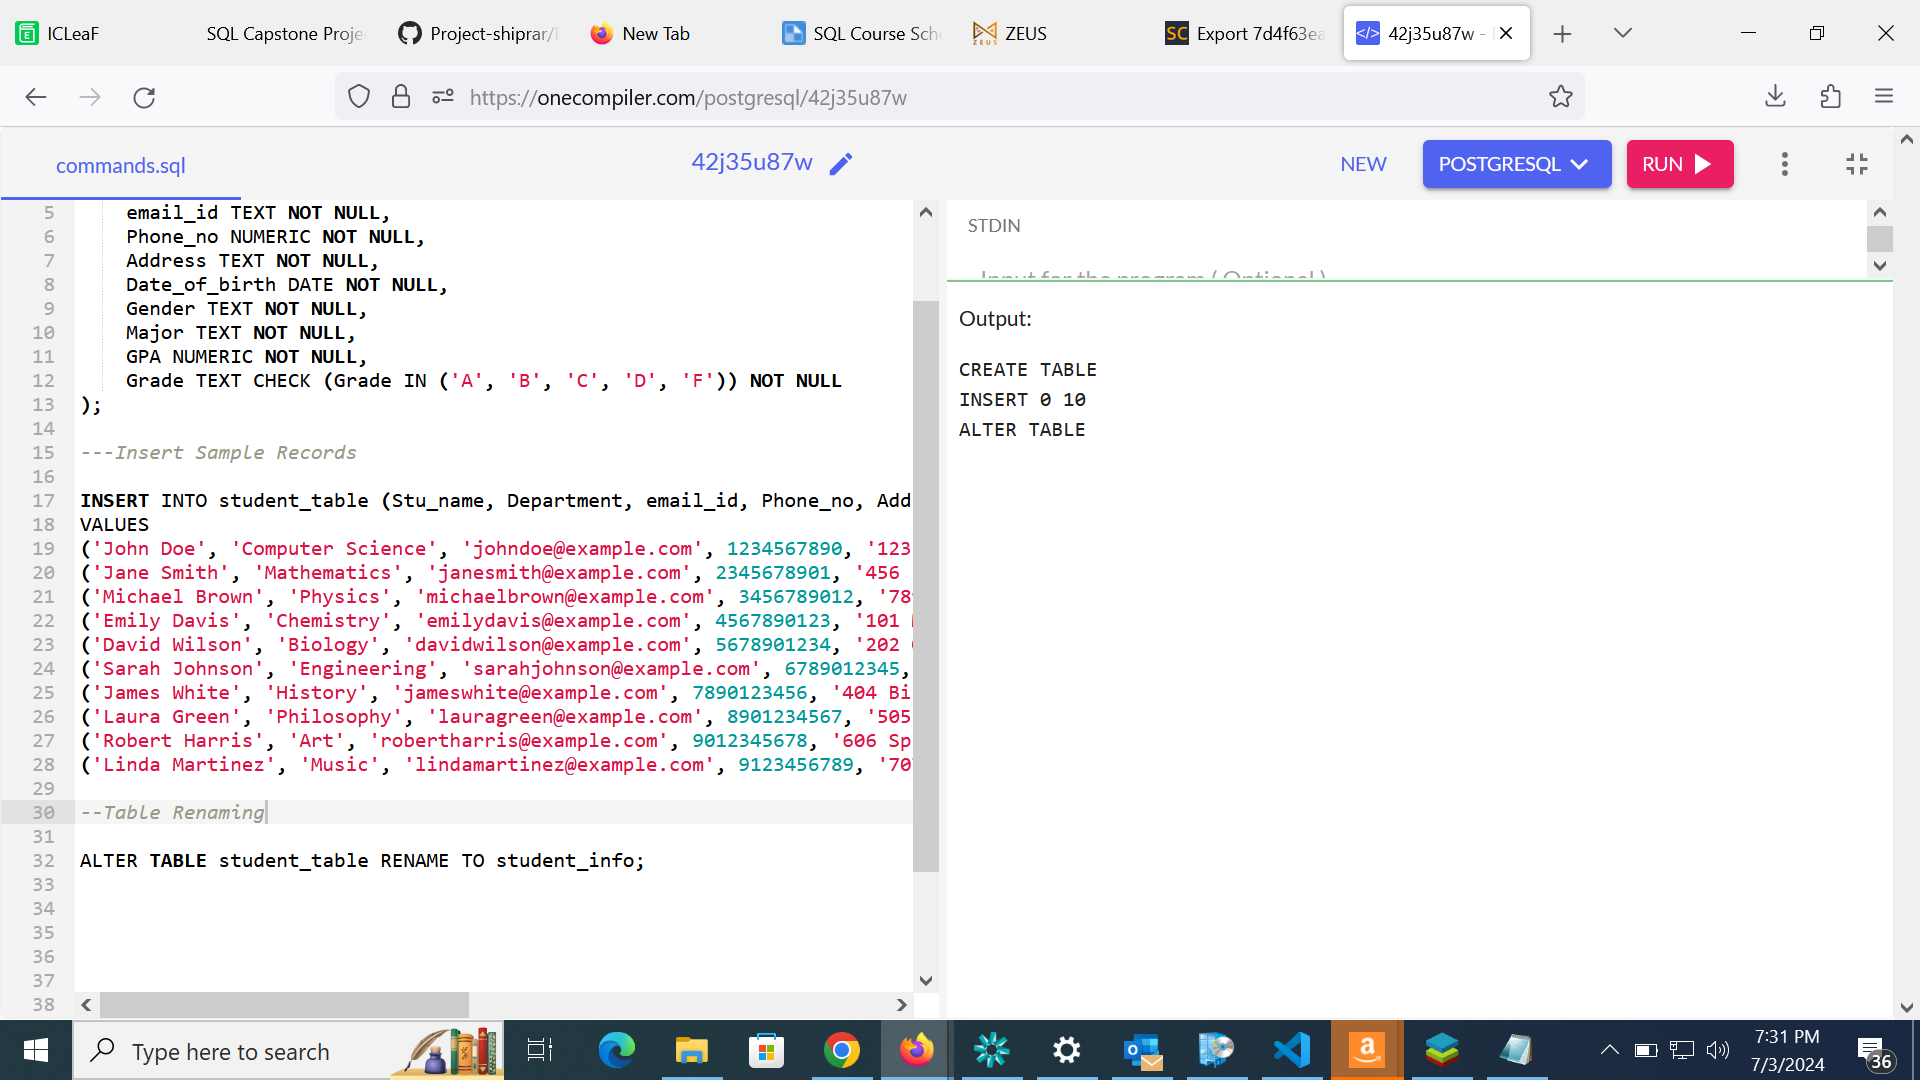 ICLeaF
SQL Capstone Proje
Project-shiprar/
New Tab
SQL Course Sch
ZEUS
SC Export 7d4f63ea
42j35u87w -
https://onecompiler.com/postgresql/42j35u87w
commands.sql
42j35u87w
NEW
POSTGRESQL
RUN
5 email_id TEXT NOT NULL,
6 Phone_no NUMERIC NOT NULL,
7 Address TEXT NOT NULL,
8 Date_of_birth DATE NOT NULL,
9 Gender TEXT NOT NULL,
10 Major TEXT NOT NULL,
11 GPA NUMERIC NOT NULL,
12 Grade TEXT CHECK (Grade IN ('A', 'B', 'C', 'D', 'F')) NOT NULL
13 );
14
15 ---Insert Sample Records
16
17 INSERT INTO student_table (Stu_name, Department, email_id, Phone_no, Add
18 VALUES
19 ('John Doe', 'Computer Science', 'johndoe@example.com', 1234567890, '123
20 ('Jane Smith', 'Mathematics', 'janesmith@example.com', 2345678901, '456
21 ('Michael Brown', 'Physics', 'michaelbrown@example.com', 3456789012, '789
22 ('Emily Davis', 'Chemistry', 'emilydavis@example.com', 4567890123, '101
23 ('David Wilson', 'Biology', 'davidwilson@example.com', 5678901234, '202
24 ('Sarah Johnson', 'Engineering', 'sarahjohnson@example.com', 6789012345,
25 ('James White', 'History', 'jameswhite@example.com', 7890123456, '404 Bi
26 ('Laura Green', 'Philosophy', 'lauragreen@example.com', 8901234567, '505
27 ('Robert Harris', 'Art', 'robertharris@example.com', 9012345678, '606 Sp
28 ('Linda Martinez', 'Music', 'lindamartinez@example.com', 9123456789, '707
29
30 --Table Renaming
31
32 ALTER TABLE student_table RENAME TO student_info;
33
34
35
36
37
38
STDIN
Input for the program ( Optional )
Output:
CREATE TABLE
INSERT 0 10
ALTER TABLE
Type here to search
7:31 PM
7/3/2024
36